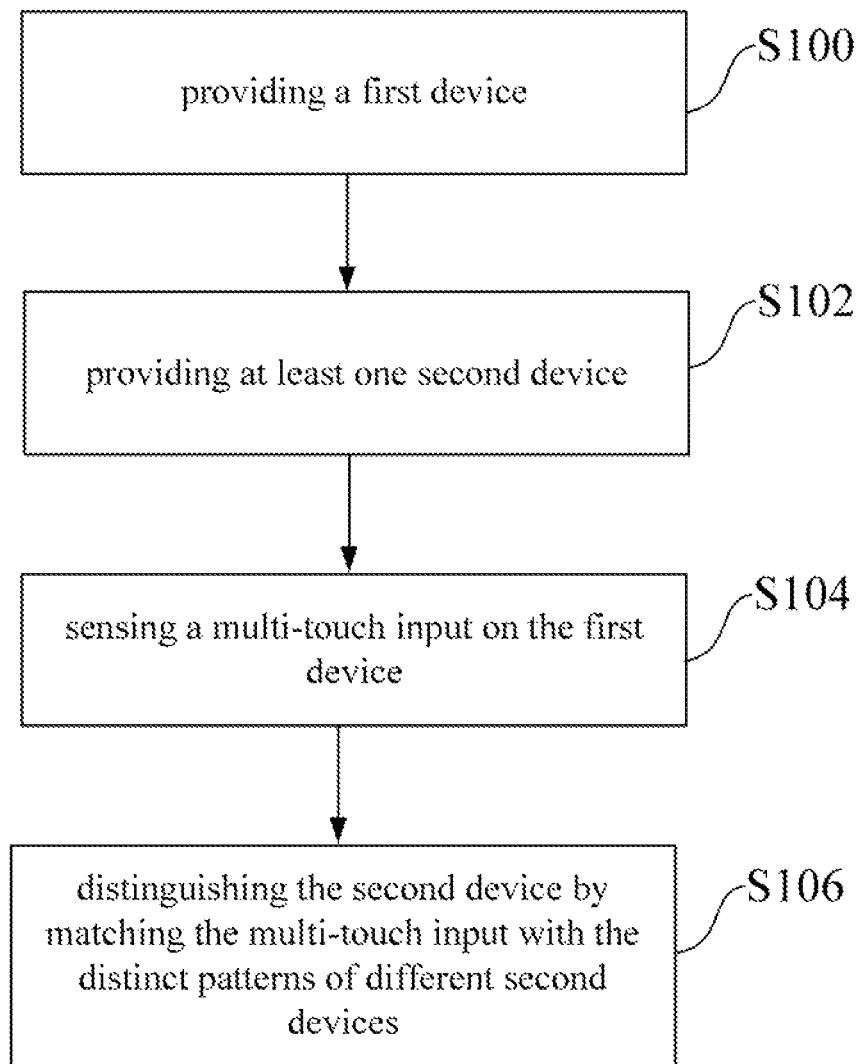 S100
providing a first device
S102
providing at least one second device
S104
sensing a multi-touch input on the first
device
S106
distinguishing the second device by
matching the multi-touch input with the
distinct patterns of different second
devices